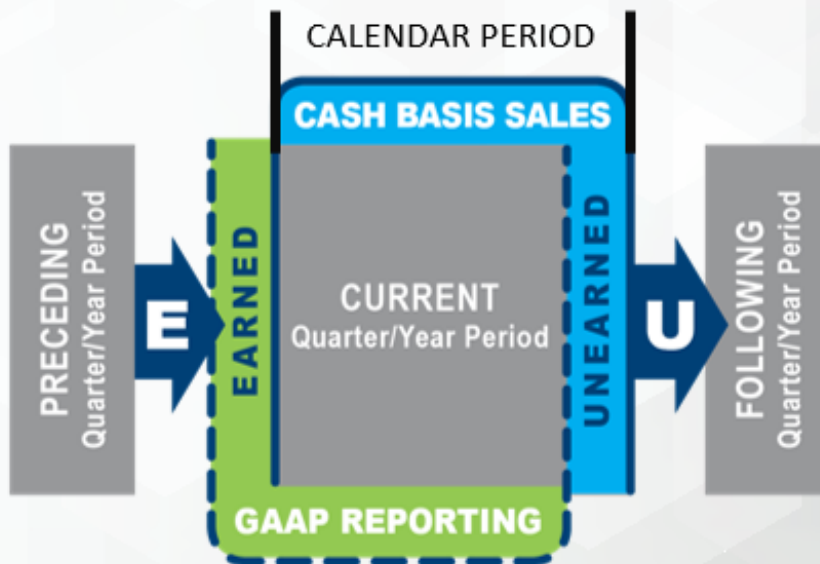 CALENDAR PERIOD
CASH BASIS SALES
PRECEDING
Quarter/Year Period
E
EARNED
CURRENT
Quarter/Year Period
UNEARNED
U
FOLLOWING
Quarter/Year Period
GAAP REPORTING